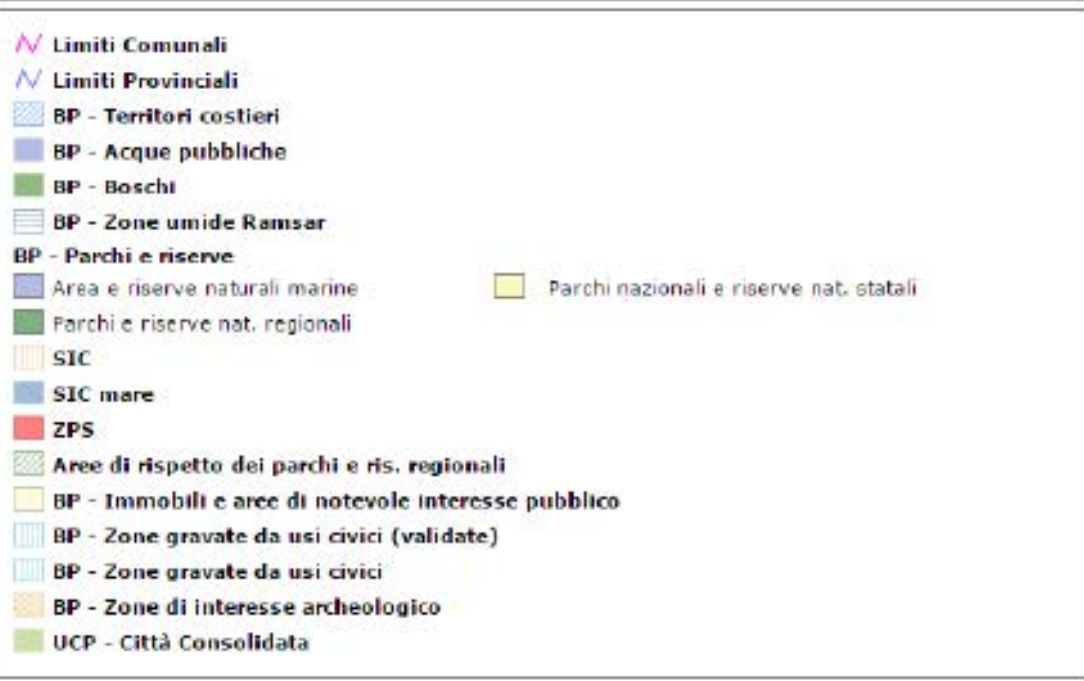 Limiti Comunali
Limiti Provinciali
BP - Territori costieri
BP - Acque pubbliche
BP - Boschi
BP - Zone umide Ramsar
BP - Parchi e riserve
Area e riserve naturali marine Parchi nazionali e riserve nat. statali
Parchi e riserve nat. regionali
SIC
SIC mare
ZPS
Aree di rispetto dei parchi e ris. regionali
BP - Immobili e aree di notevole interesse pubblico
BP - Zone gravate da usi civici (validate)
BP - Zone gravate da usi civici
BP - Zone di interesse archeologico
UCP - Città Consolidata